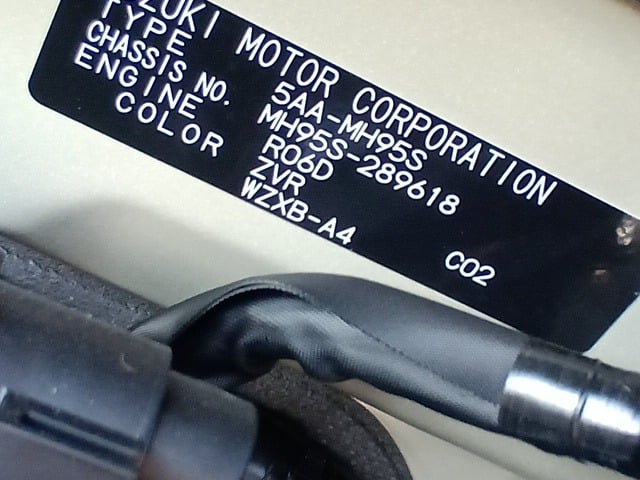 ZUKI MOTOR CORPORATION
TYPE 5AA-MH95S
CHASSIS NO. MH95S-289618
ENGINE R06D
COLOR ZVR
WZXB-A4 C02